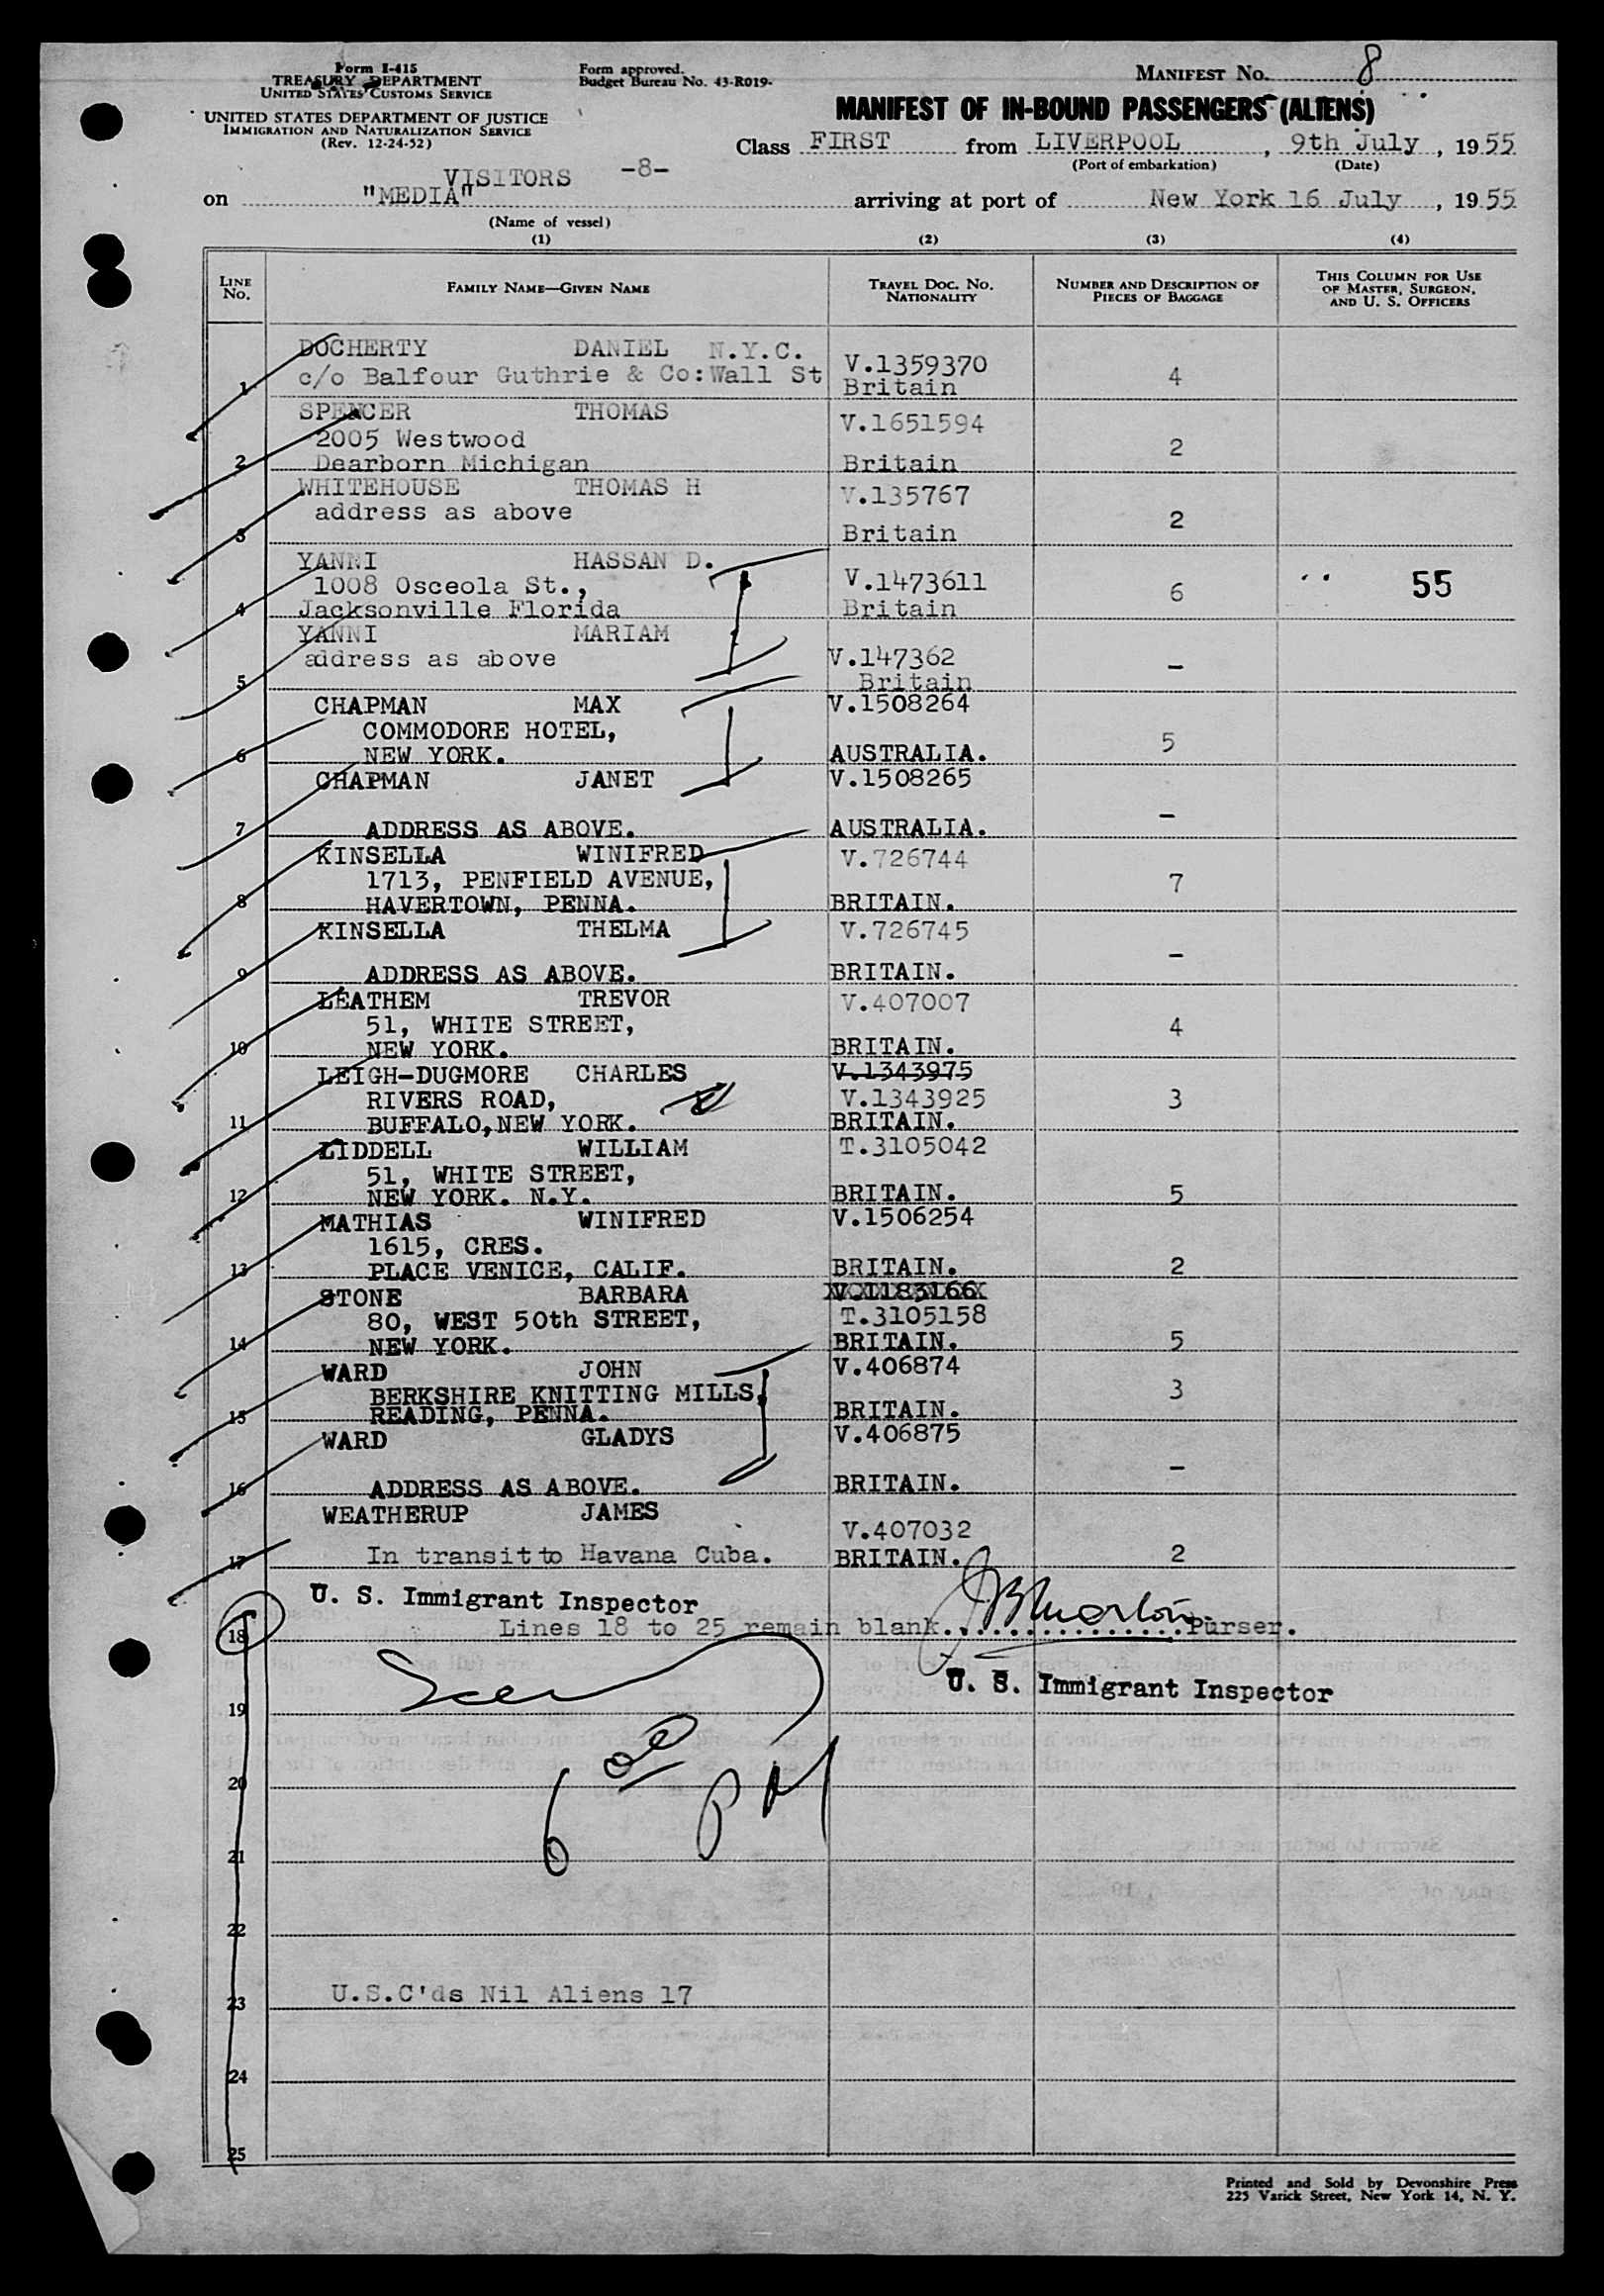 Form I-415
TREASURY DEPARTMENT
UNITED STATES CUSTOMS SERVICE
UNITED STATES DEPARTMENT OF JUSTICE
IMMIGRATION AND NATURALIZATION SERVICE
(Rev. 12-24-52)
Form approved.
Budget Bureau No. 43-R019-
MANIFEST No. 8
MANIFEST OF IN-BOUND PASSENGERS (ALIENS)
Class FIRST from LIVERPOOL, 9th July, 1955
(Port of embarkation) (Date)
VISITORS -8-
on "MEDIA" arriving at port of New York 16 July, 1955
(Name of vessel)
(1) (2) (3) (4)
LINE No. FAMILY NAME—GIVEN NAME TRAVEL DOC. NO. NATIONALITY NUMBER AND DESCRIPTION OF PIECES OF BAGGAGE THIS COLUMN FOR USE OF MASTER, SURGEON, AND U. S. OFFICERS
DOCHERTY DANIEL N.Y.C. V.1359370
1 c/o Balfour Guthrie & Co:Wall St Britain 4
SPENCER THOMAS V.1651594
2005 Westwood 2
2 Dearborn Michigan Britain
WHITEHOUSE THOMAS H V.135767
address as above 2
3 Britain
YANNI HASSAN D.
1008 Osceola St., V.1473611 6 55
4 Jacksonville Florida Britain
YANNI MARIAM
address as above V.147362 -
5 Britain
CHAPMAN MAX V.1508264
COMMODORE HOTEL, 5
6 NEW YORK. AUSTRALIA.
CHAPMAN JANET V.1508265
-
7 ADDRESS AS ABOVE. AUSTRALIA.
KINSELLA WINIFRED V.726744
1713, PENFIELD AVENUE, 7
8 HAVERTOWN, PENNA. BRITAIN.
KINSELLA THELMA V.726745
-
9 ADDRESS AS ABOVE. BRITAIN.
LEATHEM TREVOR V.407007
51, WHITE STREET, 4
10 NEW YORK. BRITAIN.
LEIGH-DUGMORE CHARLES V.1343975
RIVERS ROAD, V.1343925 3
11 BUFFALO,NEW YORK. BRITAIN.
LIDDELL WILLIAM T.3105042
51, WHITE STREET,
12 NEW YORK. N.Y. BRITAIN. 5
MATHIAS WINIFRED V.1506254
1615, CRES.
13 PLACE VENICE, CALIF. BRITAIN. 2
STONE BARBARA V.1183166
80, WEST 50th STREET, T.3105158
14 NEW YORK. BRITAIN. 5
WARD JOHN V.406874
BERKSHIRE KNITTING MILLS, 3
15 READING, PENNA. BRITAIN.
WARD GLADYS V.406875
-
16 ADDRESS AS ABOVE. BRITAIN.
WEATHERUP JAMES V.407032
17 In transit to Havana Cuba. BRITAIN. 2
U. S. Immigrant Inspector
18 Lines 18 to 25 remain blank...............Purser.
U. S. Immigrant Inspector
19
20
6 00 PM
21
22
23 U.S.C'ds Nil Aliens 17
24
25
Printed and Sold by Devonshire Press
225 Varick Street, New York 14, N. Y.